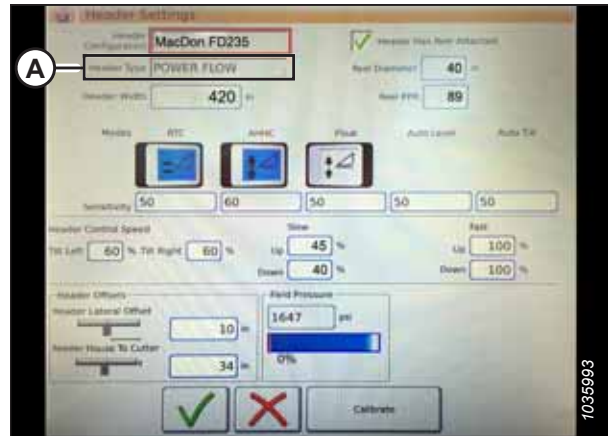 Header Settings
Header Configuration MacDon FD235
Header Has Reel Attached
A
Header Type POWER FLOW
Reel Diameter 40 in
Header Width 420 in
Reel PPR 89
Modes RTC AHHC Float Auto Level Auto Tilt
Sensitivity 50 60 50 50 50
Header Control Speed Slow Fast
Tilt Left 60 % Tilt Right 60 % Up 45 % Up 100 %
Down 40 % Down 100 %
Header Offsets Field Pressure
Header Lateral Offset 1647 psi
10 in
Feeder House To Cutter 0%
34 in
Calibrate
1035993